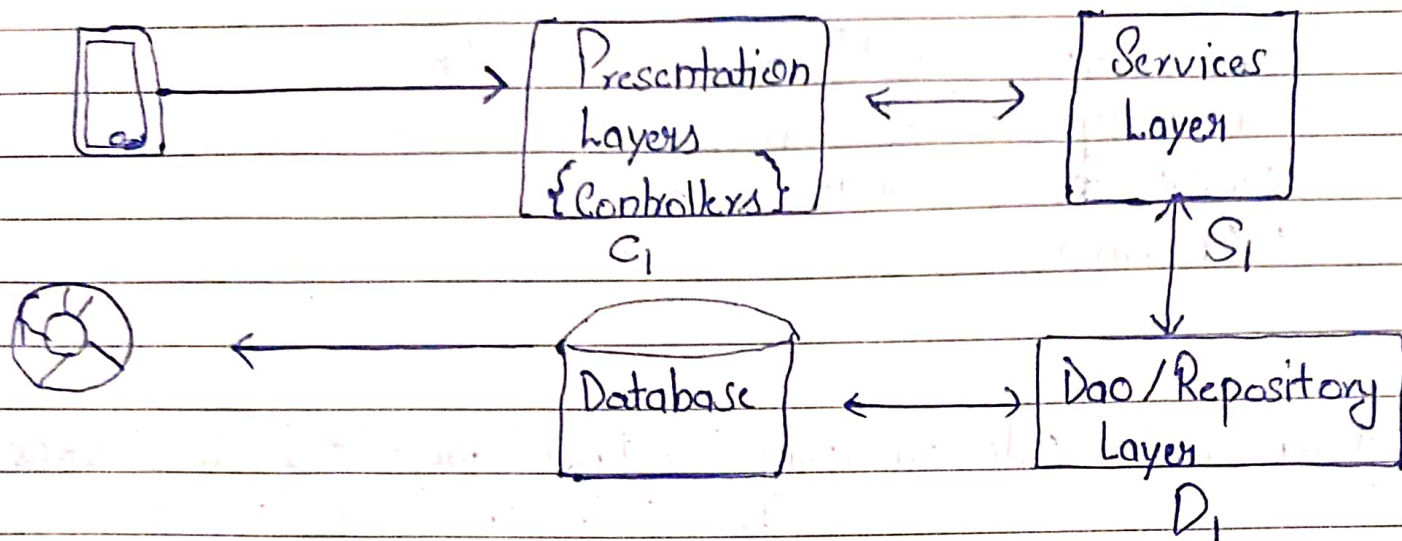 Presentation
Layers
{Controllers}
C1
Services
Layer
S1
Database
Dao/Repository
Layer
D1